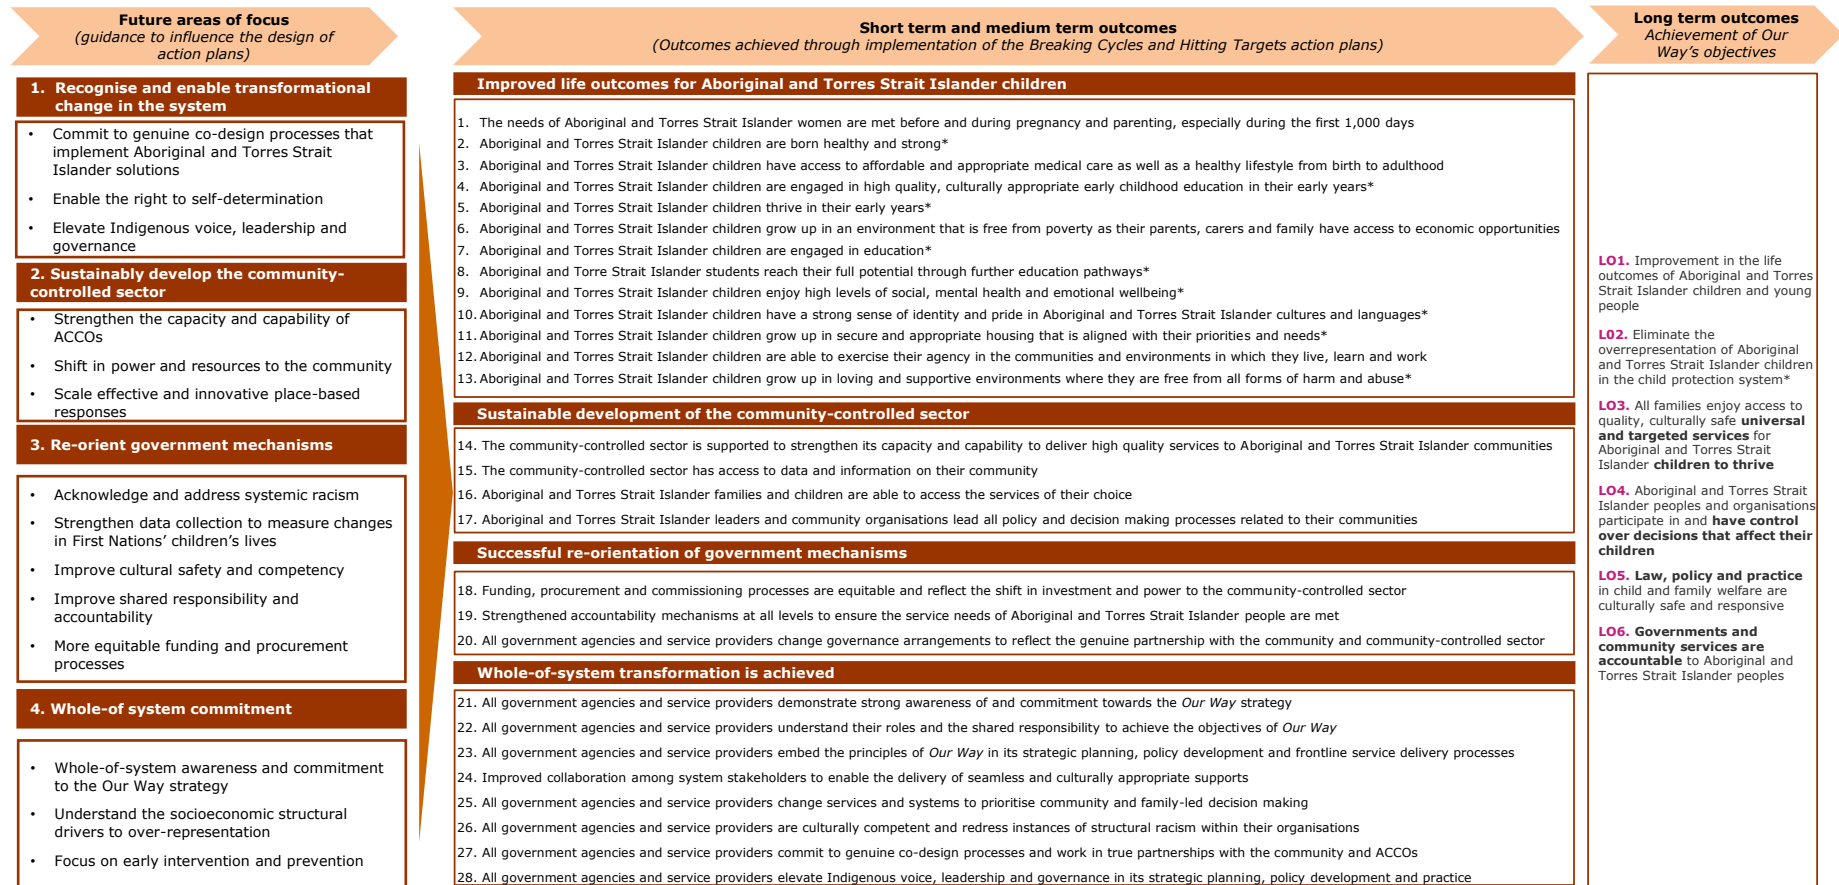 Future areas of focus
(guidance to influence the design of
action plans)
1. Recognise and enable transformational
change in the system
• Commit to genuine co-design processes that
implement Aboriginal and Torres Strait
Islander solutions
• Enable the right to self-determination
• Elevate Indigenous voice, leadership and
governance
2. Sustainably develop the community-
controlled sector
• Strengthen the capacity and capability of
ACCOs
• Shift in power and resources to the community
• Scale effective and innovative place-based
responses
3. Re-orient government mechanisms
• Acknowledge and address systemic racism
• Strengthen data collection to measure changes
in First Nations’ children’s lives
• Improve cultural safety and competency
• Improve shared responsibility and
accountability
• More equitable funding and procurement
processes
4. Whole-of system commitment
• Whole-of-system awareness and commitment
to the Our Way strategy
• Understand the socioeconomic structural
drivers to over-representation
• Focus on early intervention and prevention
Short term and medium term outcomes
(Outcomes achieved through implementation of the Breaking Cycles and Hitting Targets action plans)
Improved life outcomes for Aboriginal and Torres Strait Islander children
1. The needs of Aboriginal and Torres Strait Islander women are met before and during pregnancy and parenting, especially during the first 1,000 days
2. Aboriginal and Torres Strait Islander children are born healthy and strong*
3. Aboriginal and Torres Strait Islander children have access to affordable and appropriate medical care as well as a healthy lifestyle from birth to adulthood
4. Aboriginal and Torres Strait Islander children are engaged in high quality, culturally appropriate early childhood education in their early years*
5. Aboriginal and Torres Strait Islander children thrive in their early years*
6. Aboriginal and Torres Strait Islander children grow up in an environment that is free from poverty as their parents, carers and family have access to economic opportunities
7. Aboriginal and Torres Strait Islander children are engaged in education*
8. Aboriginal and Torre Strait Islander students reach their full potential through further education pathways*
9. Aboriginal and Torres Strait Islander children enjoy high levels of social, mental health and emotional wellbeing*
10. Aboriginal and Torres Strait Islander children have a strong sense of identity and pride in Aboriginal and Torres Strait Islander cultures and languages*
11. Aboriginal and Torres Strait Islander children grow up in secure and appropriate housing that is aligned with their priorities and needs*
12. Aboriginal and Torres Strait Islander children are able to exercise their agency in the communities and environments in which they live, learn and work
13. Aboriginal and Torres Strait Islander children grow up in loving and supportive environments where they are free from all forms of harm and abuse*
Sustainable development of the community-controlled sector
14. The community-controlled sector is supported to strengthen its capacity and capability to deliver high quality services to Aboriginal and Torres Strait Islander communities
15. The community-controlled sector has access to data and information on their community
16. Aboriginal and Torres Strait Islander families and children are able to access the services of their choice
17. Aboriginal and Torres Strait Islander leaders and community organisations lead all policy and decision making processes related to their communities
Successful re-orientation of government mechanisms
18. Funding, procurement and commissioning processes are equitable and reflect the shift in investment and power to the community-controlled sector
19. Strengthened accountability mechanisms at all levels to ensure the service needs of Aboriginal and Torres Strait Islander people are met
20. All government agencies and service providers change governance arrangements to reflect the genuine partnership with the community and community-controlled sector
Whole-of-system transformation is achieved
21. All government agencies and service providers demonstrate strong awareness of and commitment towards the Our Way strategy
22. All government agencies and service providers understand their roles and the shared responsibility to achieve the objectives of Our Way
23. All government agencies and service providers embed the principles of Our Way in its strategic planning, policy development and frontline service delivery processes
24. Improved collaboration among system stakeholders to enable the delivery of seamless and culturally appropriate supports
25. All government agencies and service providers change services and systems to prioritise community and family-led decision making
26. All government agencies and service providers are culturally competent and redress instances of structural racism within their organisations
27. All government agencies and service providers commit to genuine co-design processes and work in true partnerships with the community and ACCOs
28. All government agencies and service providers elevate Indigenous voice, leadership and governance in its strategic planning, policy development and practice
Long term outcomes
Achievement of Our
Way’s objectives
LO1. Improvement in the life
outcomes of Aboriginal and Torres
Strait Islander children and young
people
L02. Eliminate the
overrepresentation of Aboriginal
and Torres Strait Islander children
in the child protection system*
LO3. All families enjoy access to
quality, culturally safe universal
and targeted services for
Aboriginal and Torres Strait
Islander children to thrive
LO4. Aboriginal and Torres Strait
Islander peoples and organisations
participate in and have control
over decisions that affect their
children
LO5. Law, policy and practice
in child and family welfare are
culturally safe and responsive
LO6. Governments and
community services are
accountable to Aboriginal and
Torres Strait Islander peoples